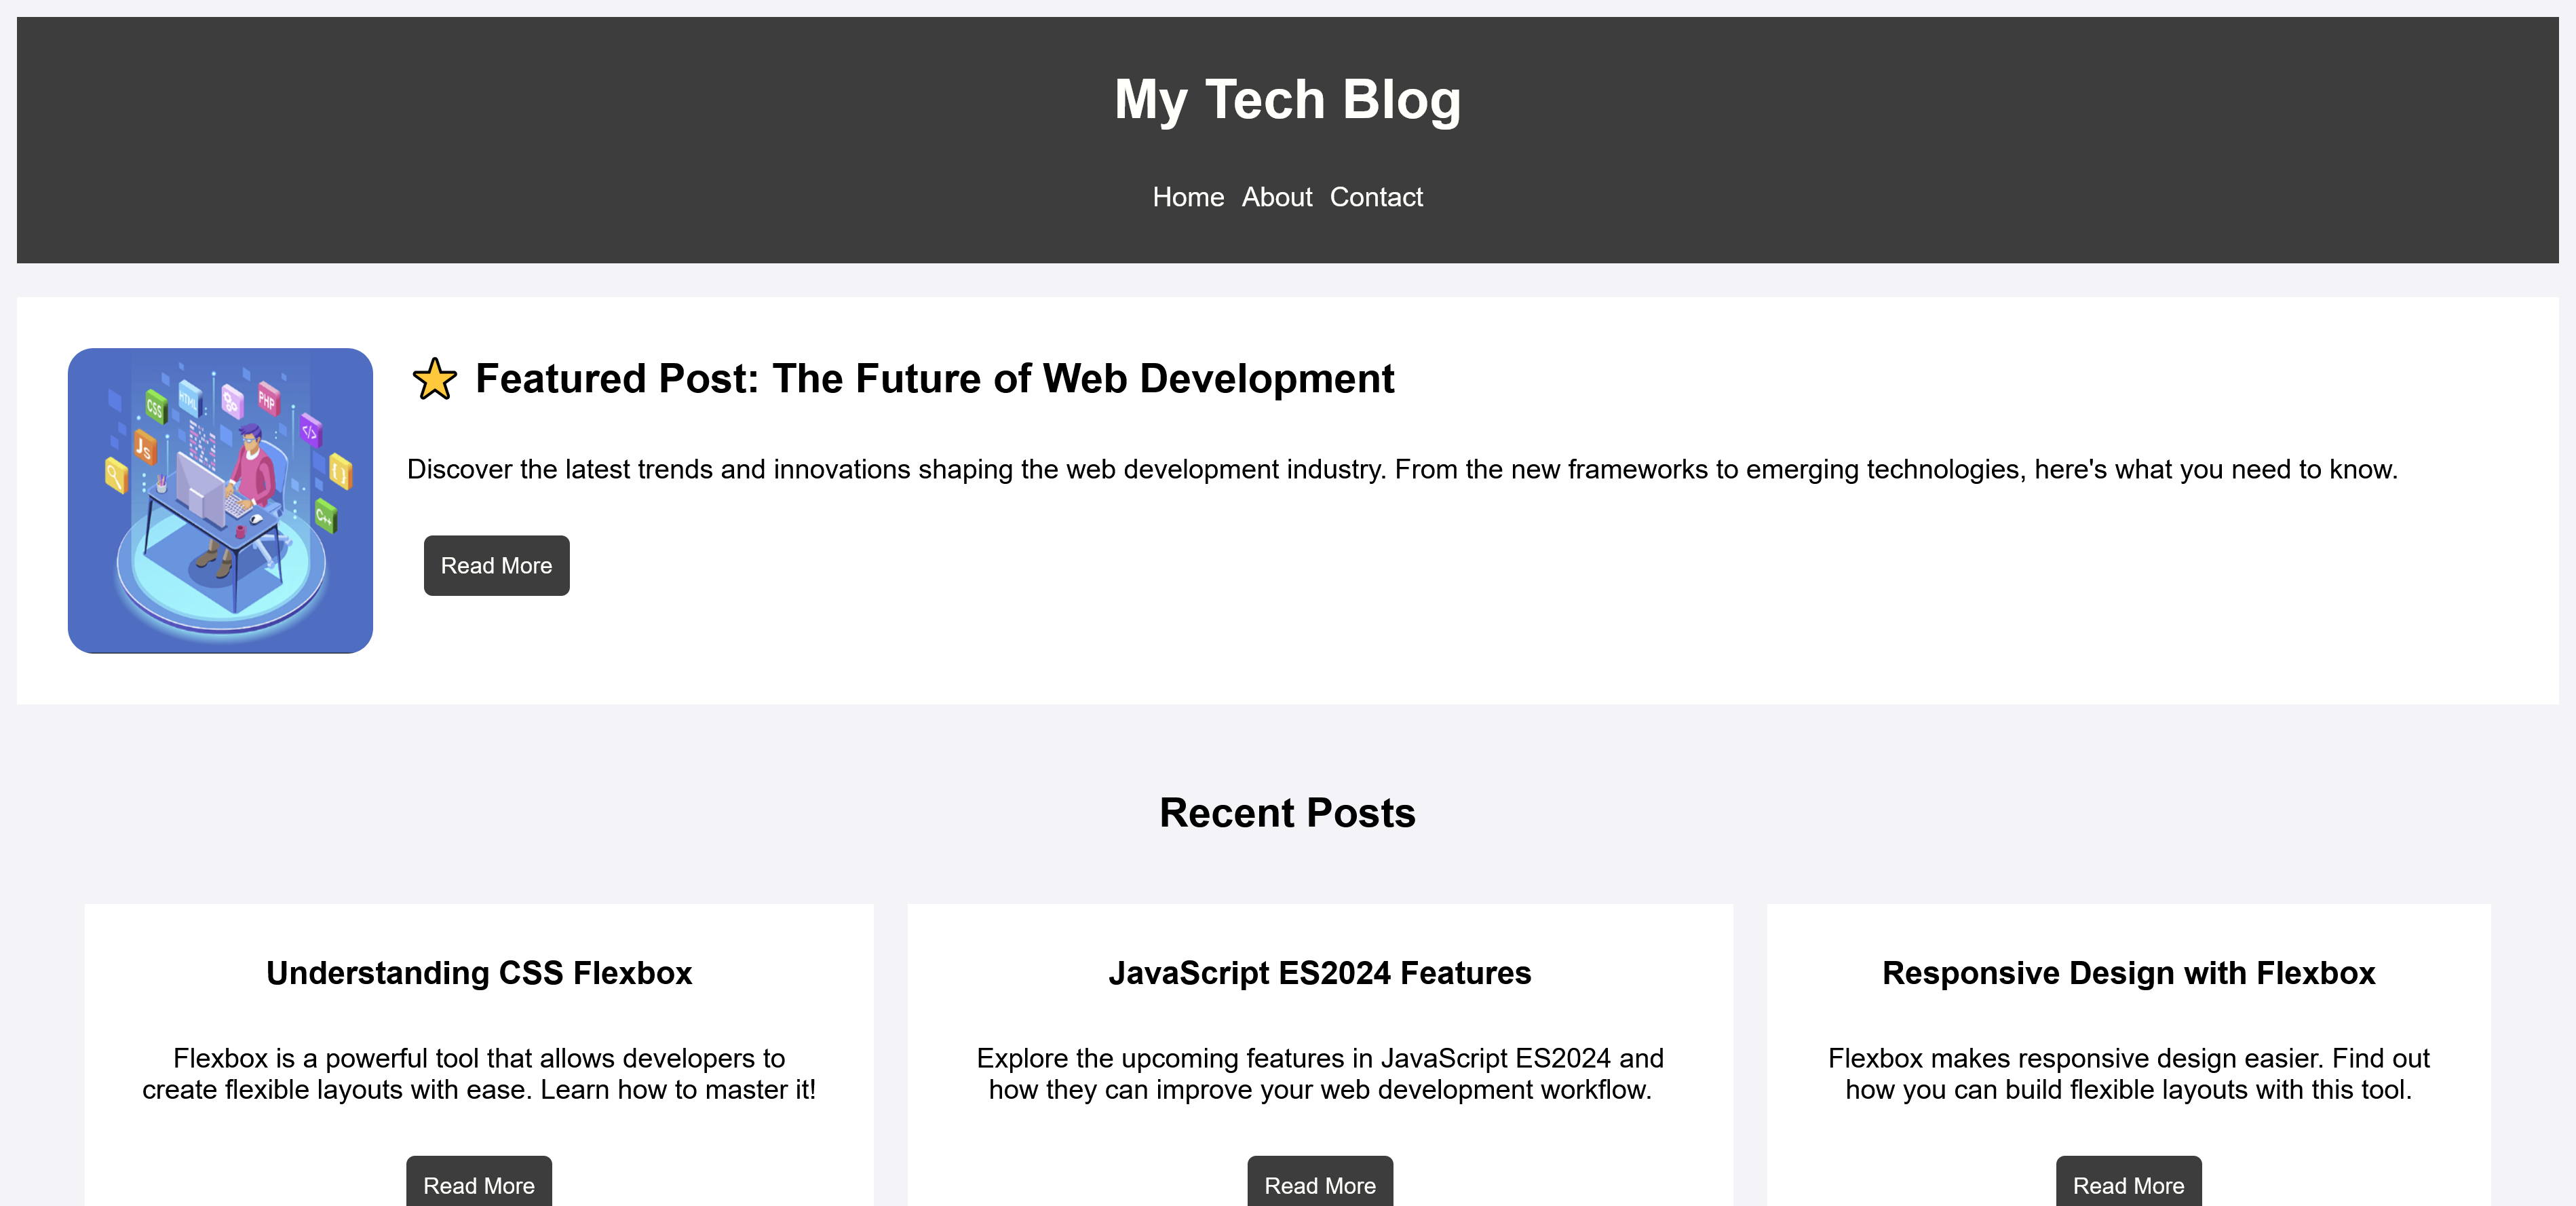 My Tech Blog
Home About Contact
CSS
HTML
PHP
</>
JS
{ }
C++
Featured Post: The Future of Web Development
Discover the latest trends and innovations shaping the web development industry. From the new frameworks to emerging technologies, here's what you need to know.
Read More
Recent Posts
Understanding CSS Flexbox
Flexbox is a powerful tool that allows developers to
create flexible layouts with ease. Learn how to master it!
Read More
JavaScript ES2024 Features
Explore the upcoming features in JavaScript ES2024 and
how they can improve your web development workflow.
Read More
Responsive Design with Flexbox
Flexbox makes responsive design easier. Find out
how you can build flexible layouts with this tool.
Read More